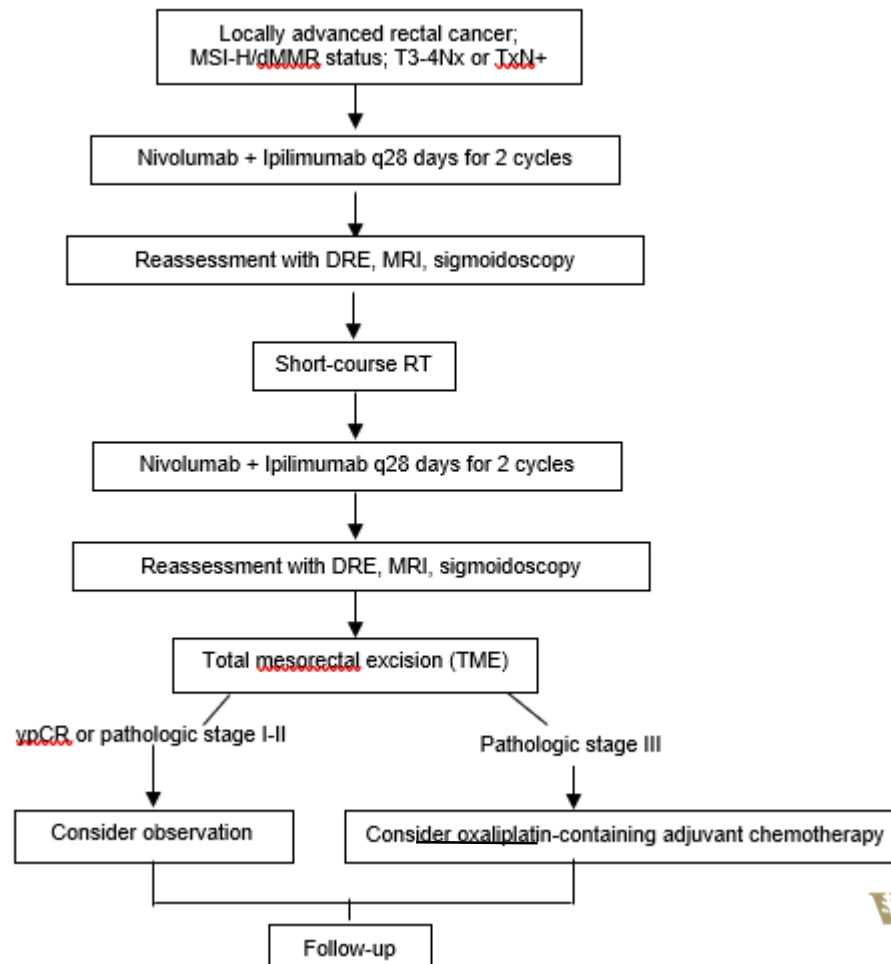 Locally advanced rectal cancer;
MSI-H/dMMR status; T3-4Nx or TxN+
Nivolumab + Ipilimumab q28 days for 2 cycles
Reassessment with DRE, MRI, sigmoidoscopy
Short-course RT
Nivolumab + Ipilimumab q28 days for 2 cycles
Reassessment with DRE, MRI, sigmoidoscopy
Total mesorectal excision (TME)
ypCR or pathologic stage I-II
Pathologic stage III
Consider observation
Consider oxaliplatin-containing adjuvant chemotherapy
Follow-up